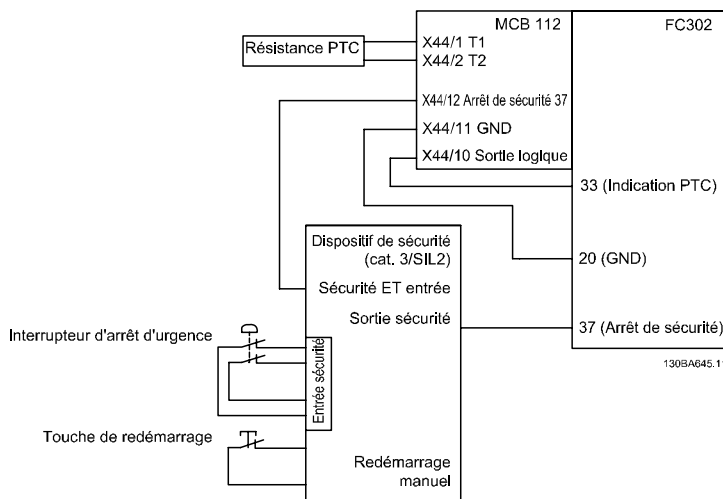 MCB 112
FC302
Résistance PTC
X44/1 T1
X44/2 T2
X44/12 Arrêt de sécurité 37
X44/11 GND
X44/10 Sortie logique
33 (Indication PTC)
20 (GND)
37 (Arrêt de sécurité)
Dispositif de sécurité
(cat. 3/SIL2)
Sécurité ET entrée
Sortie sécurité
Interrupteur d'arrêt d'urgence
Entrée sécurité
Touche de redémarrage
Redémarrage
manuel
130BA645.11